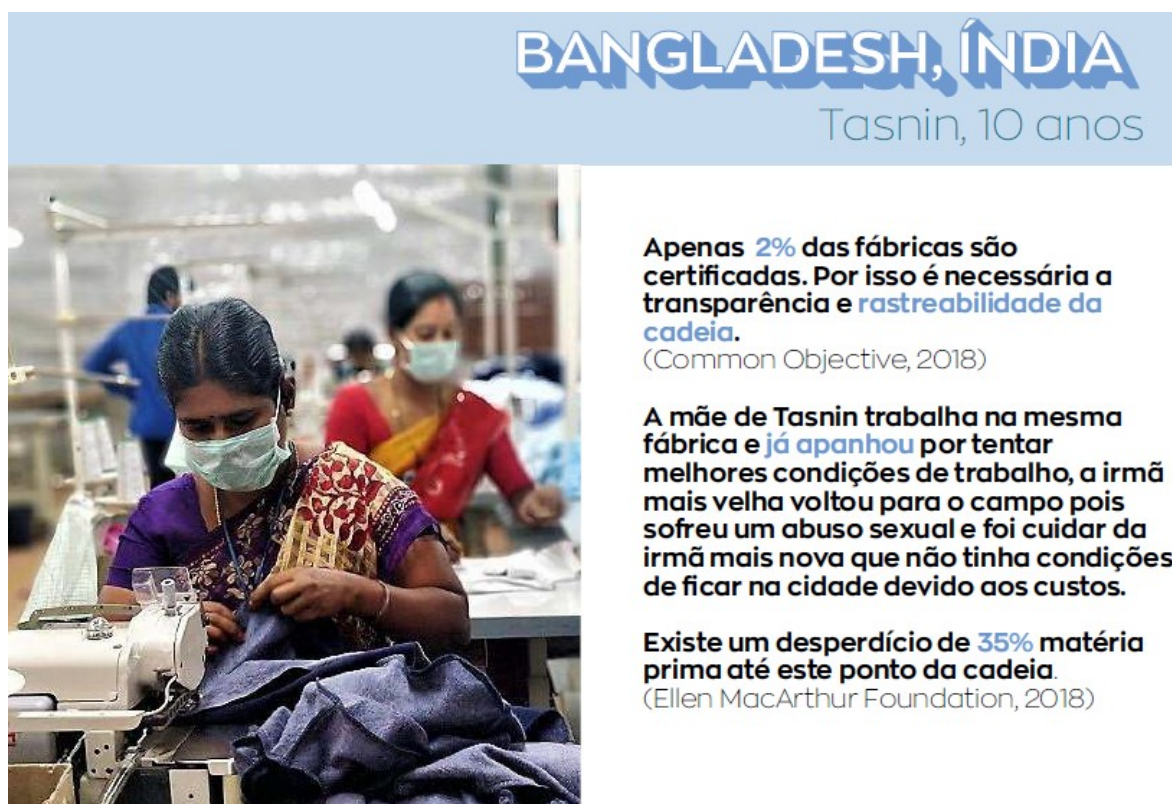 BANGLADESH, ÍNDIA
Tasnin, 10 anos
Apenas 2% das fábricas são
certificadas. Por isso é necessária a
transparência e rastreabilidade da
cadeia.
(Common Objective, 2018)
A mãe de Tasnin trabalha na mesma
fábrica e já apanhou por tentar
melhores condições de trabalho, a irmã
mais velha voltou para o campo pois
sofreu um abuso sexual e foi cuidar da
irmã mais nova que não tinha condições
de ficar na cidade devido aos custos.
Existe um desperdício de 35% matéria
prima até este ponto da cadeia.
(Ellen MacArthur Foundation, 2018)